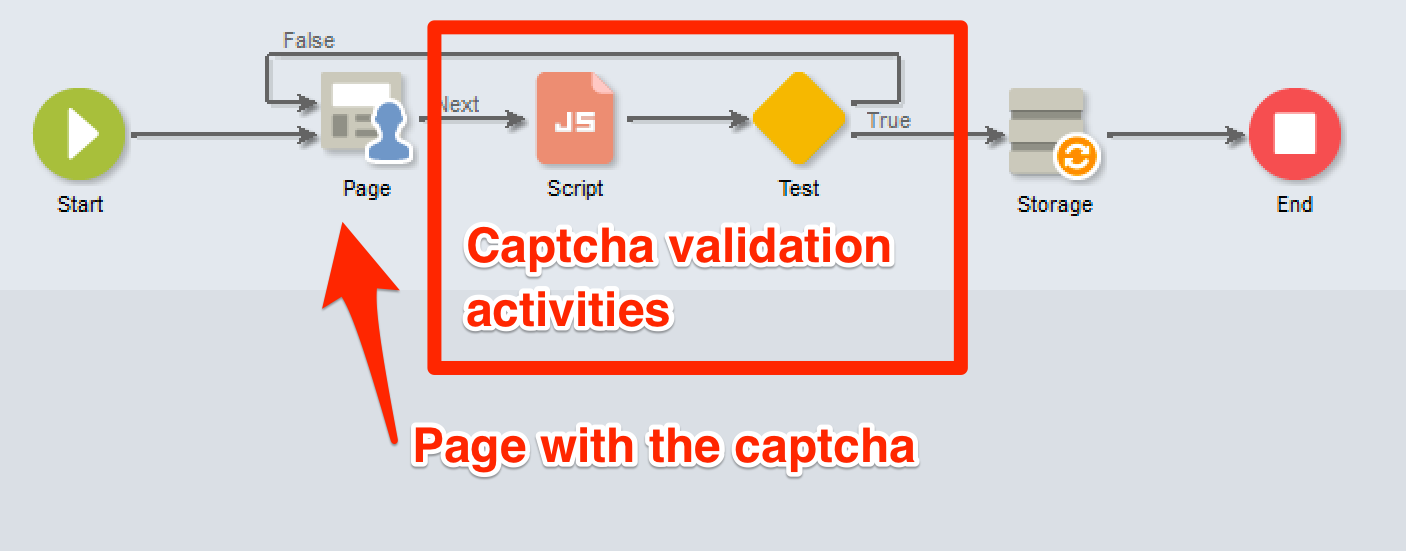 False
Next
JS
True
Start
Page
Script
Test
Storage
End
Captcha validation
activities
Page with the captcha